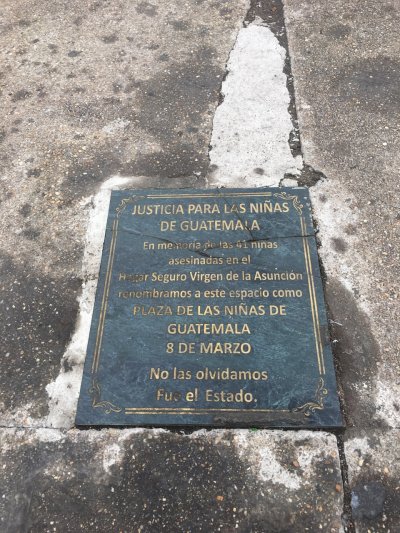 JUSTICIA PARA LAS NIÑAS
DE GUATEMALA
En memoria de las 41 niñas
asesinadas en el
Hogar Seguro Virgen de la Asunción
renombramos a este espacio como
PLAZA DE LAS NIÑAS DE
GUATEMALA
8 DE MARZO
No las olvidamos
Fue el Estado.